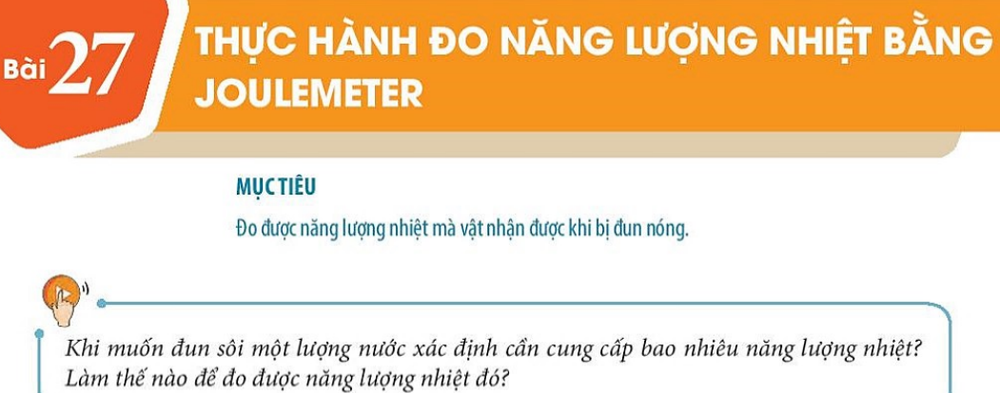 Bài 27
THỰC HÀNH ĐO NĂNG LƯỢNG NHIỆT BẰNG
JOULEMETER
MỤC TIÊU
Đo được năng lượng nhiệt mà vật nhận được khi bị đun nóng.
Khi muốn đun sôi một lượng nước xác định cần cung cấp bao nhiêu năng lượng nhiệt?
Làm thế nào để đo được năng lượng nhiệt đó?